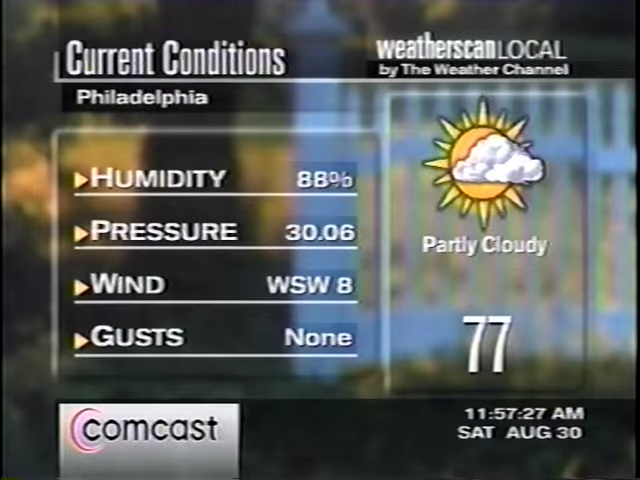 Current Conditions
weatherscanLOCAL
by The Weather Channel
Philadelphia
HUMIDITY 88%
PRESSURE 30.06
WIND WSW 8
GUSTS None
Partly Cloudy
77
comcast
11:57:27 AM
SAT AUG 30